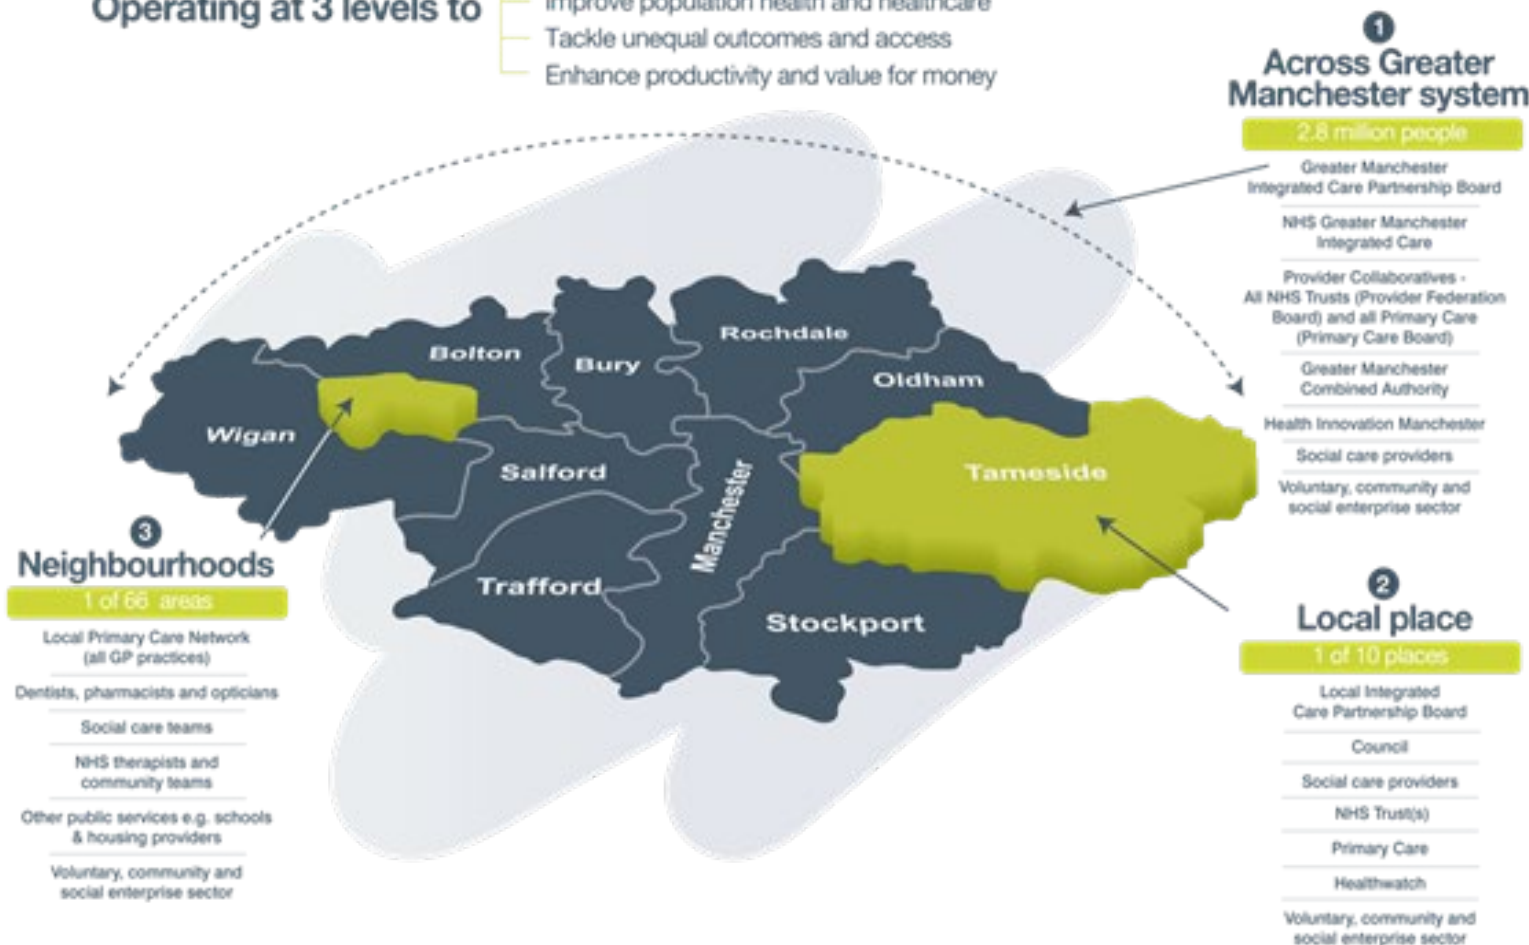 Operating at 3 levels to
Improve population health and healthcare
Tackle unequal outcomes and access
Enhance productivity and value for money
1
Across Greater
Manchester system
2.8 million people
Greater Manchester
Integrated Care Partnership Board
NHS Greater Manchester
Integrated Care
Provider Collaboratives -
All NHS Trusts (Provider Federation
Board) and all Primary Care
(Primary Care Board)
Greater Manchester
Combined Authority
Health Innovation Manchester
Social care providers
Voluntary, community and
social enterprise sector
Rochdale
Bolton
Bury
Oldham
Wigan
Salford
Manchester
Tameside
Trafford
Stockport
3
Neighbourhoods
1 of 66 areas
Local Primary Care Network
(all GP practices)
Dentists, pharmacists and opticians
Social care teams
NHS therapists and
community teams
Other public services e.g. schools
& housing providers
Voluntary, community and
social enterprise sector
2
Local place
1 of 10 places
Local Integrated
Care Partnership Board
Council
Social care providers
NHS Trust(s)
Primary Care
Healthwatch
Voluntary, community and
social enterprise sector